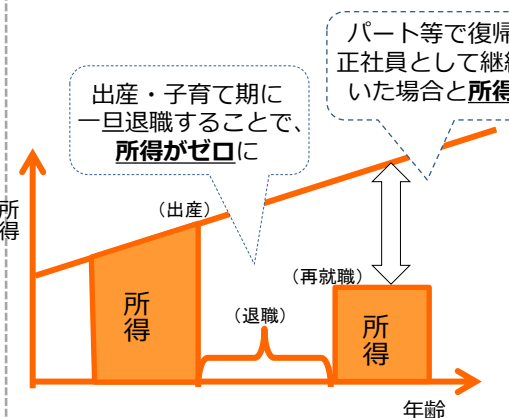 パート等で復帰
正社員として継続
いた場合と所得
出産・子育て期に
一旦退職することで、
所得がゼロに
所得
（出産）
（再就職）
（退職）
所得
所得
年齢